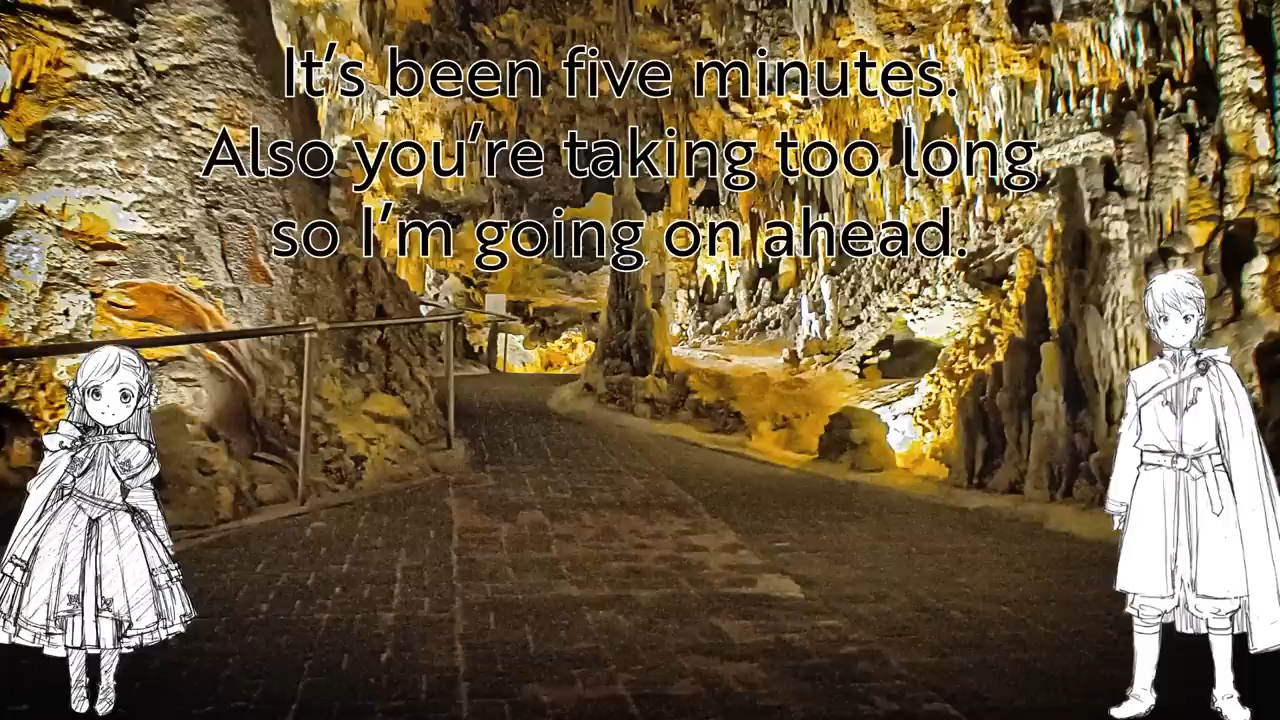 It's been five minutes.
Also you're taking too long
so I'm going on ahead.